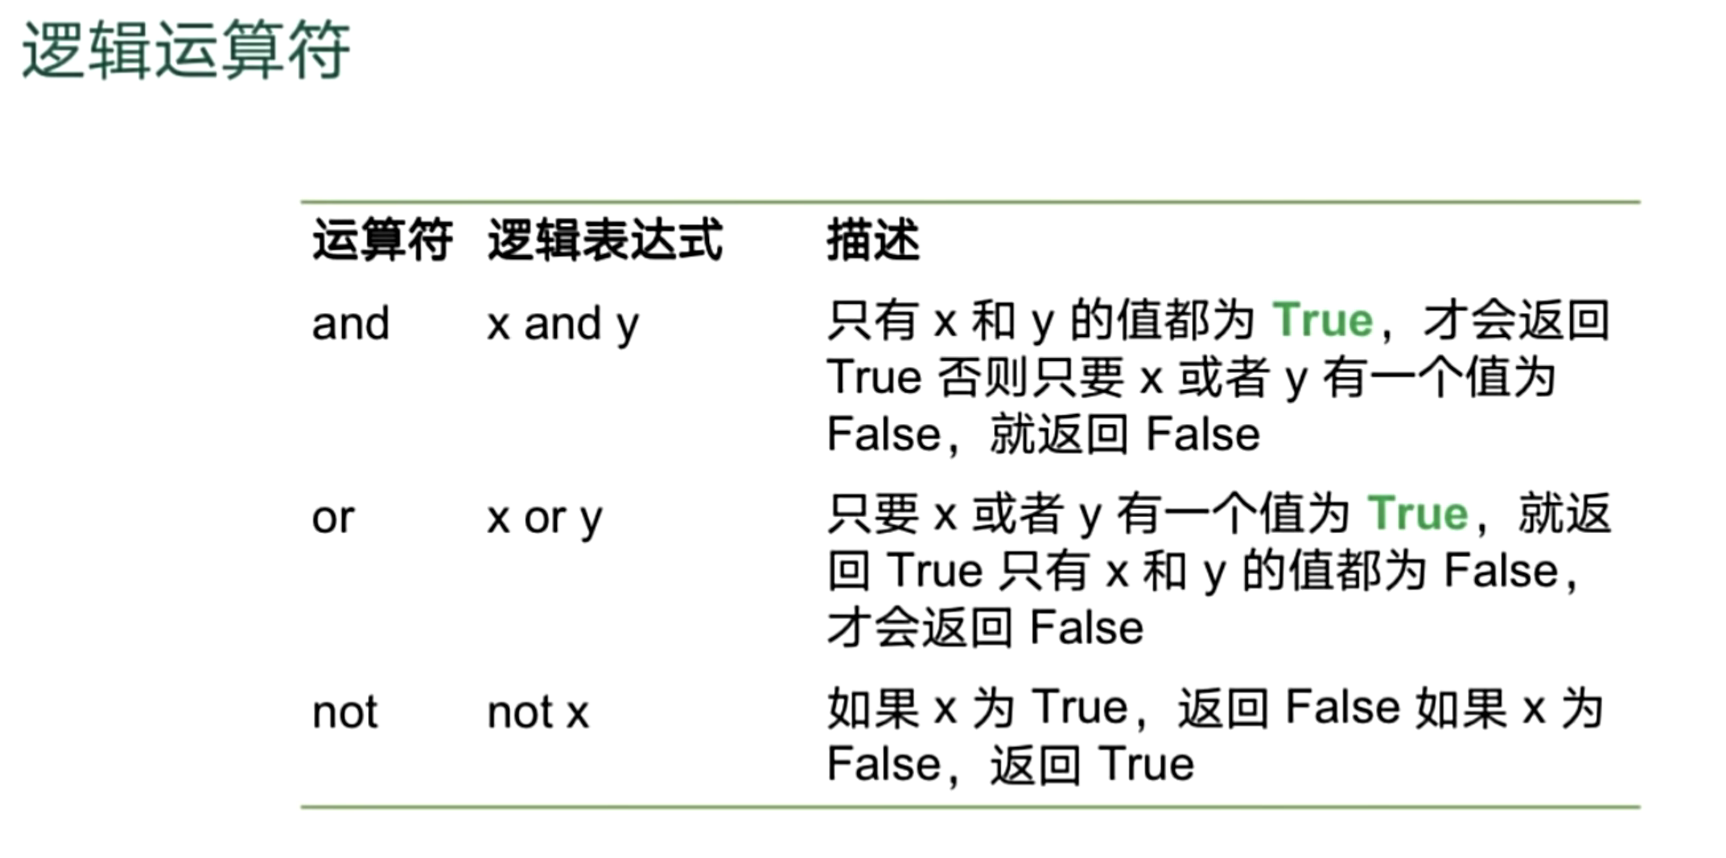 逻辑运算符
运算符 逻辑表达式 描述
and x and y 只有 x 和 y 的值都为 True，才会返回
True 否则只要 x 或者 y 有一个值为
False，就返回 False
or x or y 只要 x 或者 y 有一个值为 True，就返
回 True 只有 x 和 y 的值都为 False，
才会返回 False
not not x 如果 x 为 True，返回 False 如果 x 为
False，返回 True